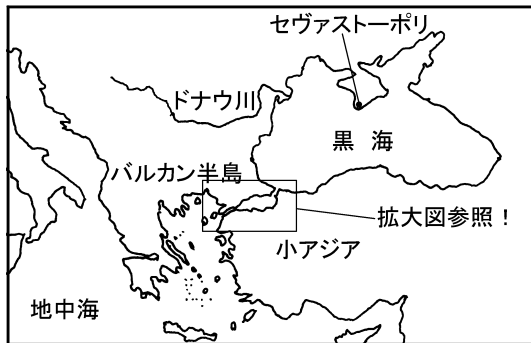 セヴァストーポリ
ドナウ川
黒 海
バルカン半島
拡大図参照！
小アジア
地中海